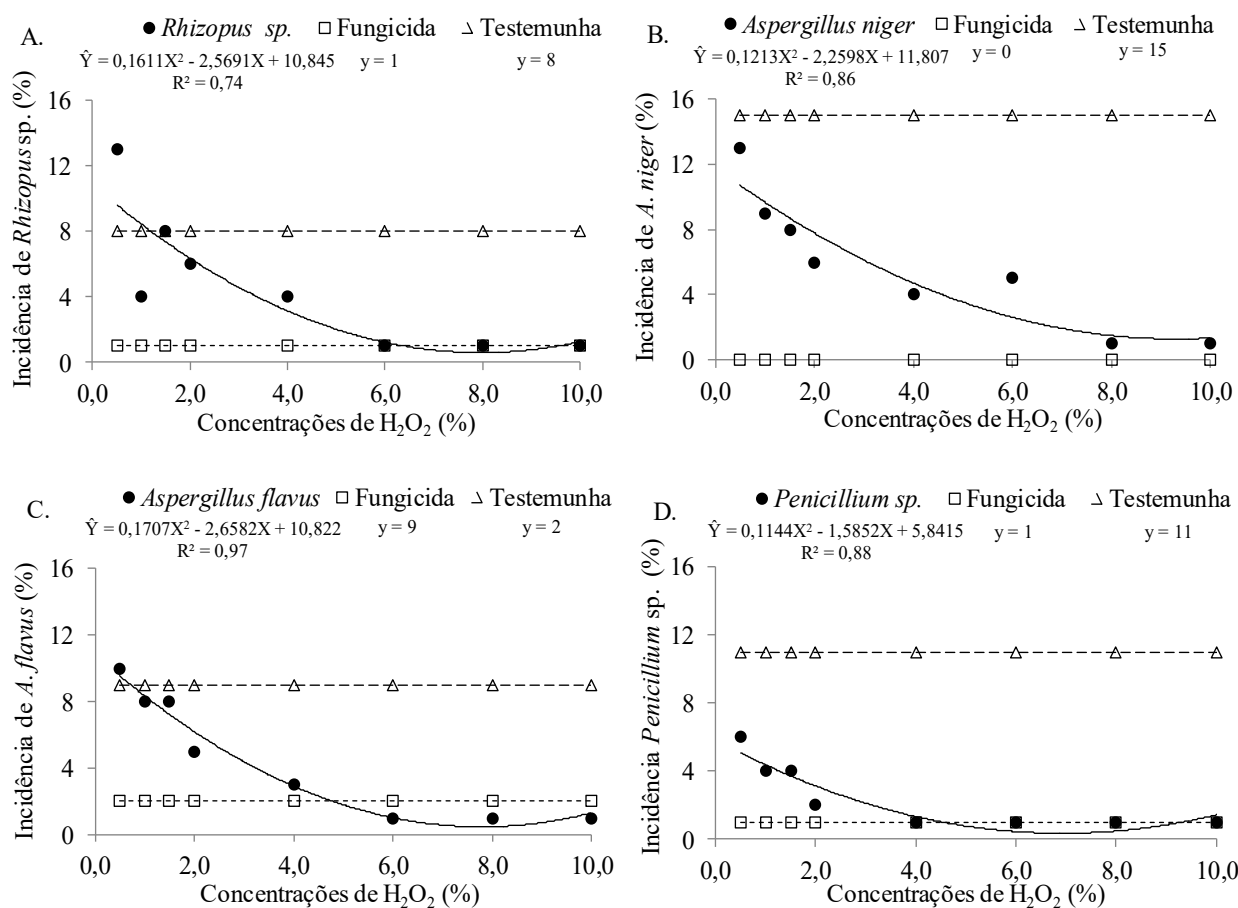 A.
● Rhizopus sp. □ Fungicida △ Testemunha
Ŷ = 0,1611X² - 2,5691X + 10,845 y = 1 y = 8
R² = 0,74
Incidência de Rhizopus sp. (%)
16
12
8
4
0
0,0 2,0 4,0 6,0 8,0 10,0
Concentrações de H₂O₂ (%)
B.
● Aspergillus niger □ Fungicida △ Testemunha
Ŷ = 0,1213X² - 2,2598X + 11,807 y = 0 y = 15
R² = 0,86
Incidência de A. niger (%)
16
12
8
4
0
0,0 2,0 4,0 6,0 8,0 10,0
Concentrações de H₂O₂ (%)
C.
● Aspergillus flavus □ Fungicida △ Testemunha
Ŷ = 0,1707X² - 2,6582X + 10,822 y = 9 y = 2
R² = 0,97
Incidência de A. flavus (%)
16
12
8
4
0
0,0 2,0 4,0 6,0 8,0 10,0
Concentrações de H₂O₂ (%)
D.
● Penicillium sp. □ Fungicida △ Testemunha
Ŷ = 0,1144X² - 1,5852X + 5,8415 y = 1 y = 11
R² = 0,88
Incidência Penicillium sp. (%)
16
12
8
4
0
0,0 2,0 4,0 6,0 8,0 10,0
Concentrações de H₂O₂ (%)